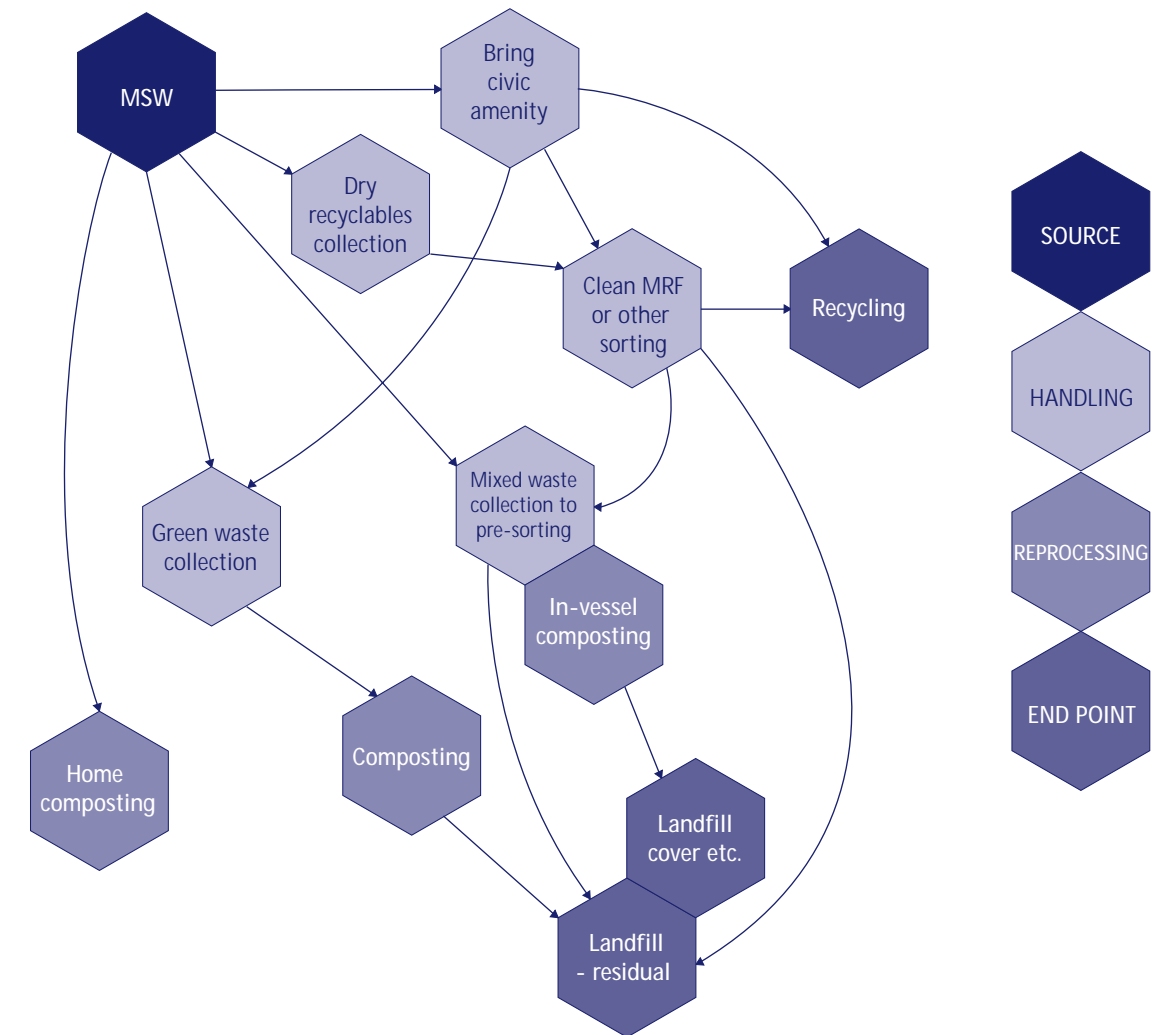 MSW
Bring
civic
amenity
Dry
recyclables
collection
SOURCE
Clean MRF
or other
sorting
Recycling
HANDLING
Mixed waste
collection to
pre-sorting
Green waste
collection
REPROCESSING
In-vessel
composting
END POINT
Composting
Home
composting
Landfill
cover etc.
Landfill
- residual